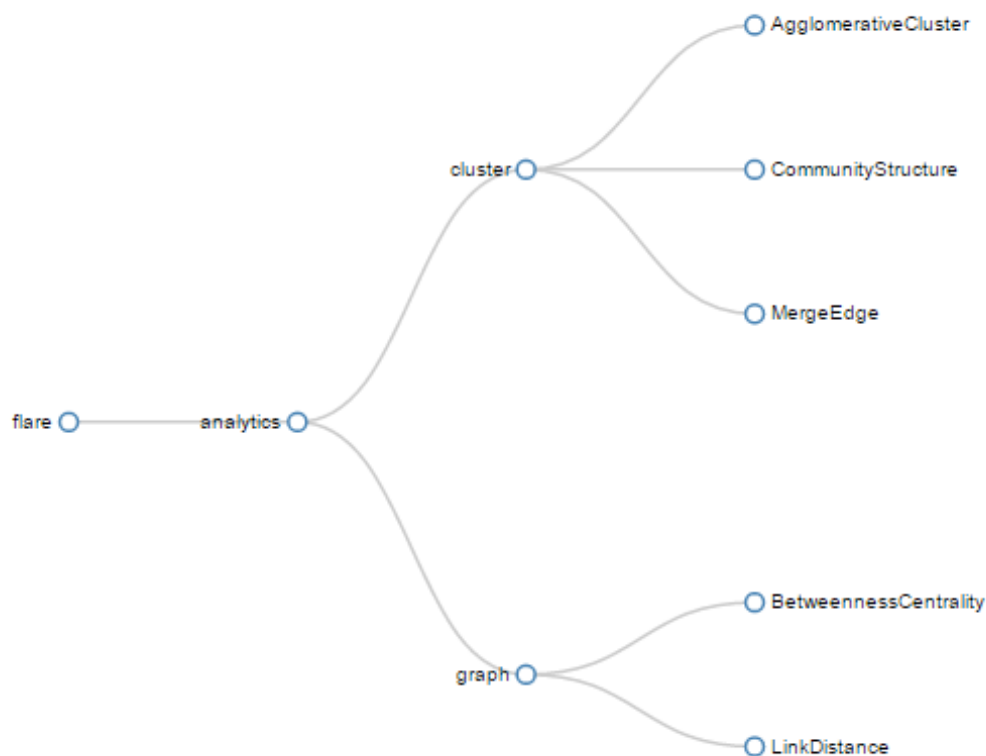 AgglomerativeCluster
cluster
CommunityStructure
MergeEdge
flare
analytics
BetweennessCentrality
graph
LinkDistance